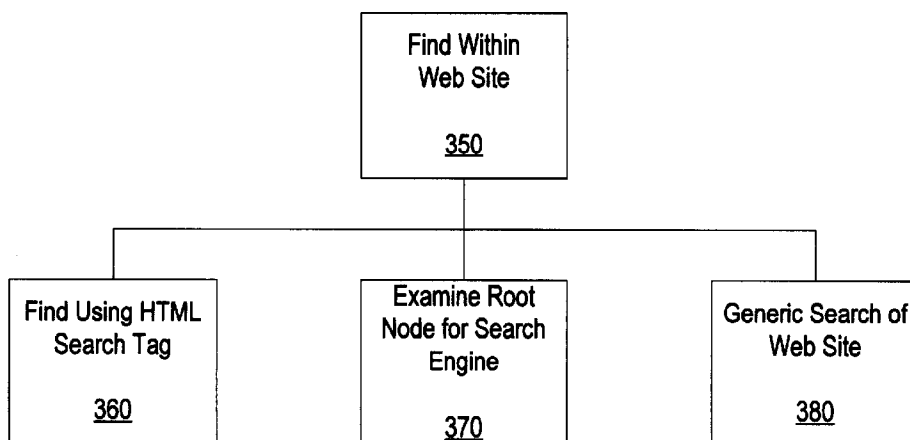 Find Within
Web Site
350
Find Using HTML
Search Tag
360
Examine Root
Node for Search
Engine
370
Generic Search of
Web Site
380